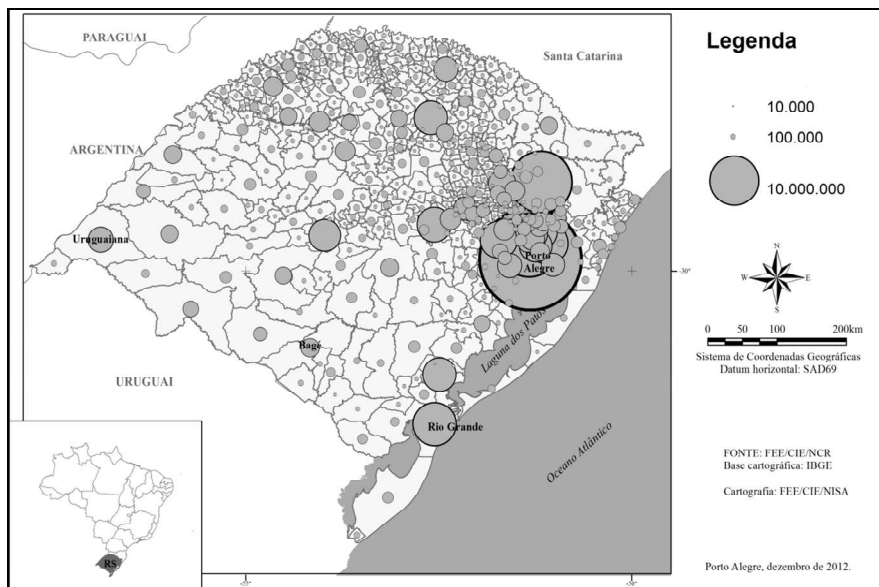 PARAGUAI
Santa Catarina
ARGENTINA
Uruguaiana
Porto
Alegre
-30°
Laguna dos Patos
Bagé
URUGUAI
Rio Grande
Oceano Atlântico
RS
-55°
-50°
Legenda
10.000
100.000
10.000.000
N
W
E
S
0
50
100
200km
Sistema de Coordenadas Geográficas
Datum horizontal: SAD69
FONTE: FEE/CIE/NCR
Base cartográfica: IBGE
Cartografia: FEE/CIE/NISA
Porto Alegre, dezembro de 2012.